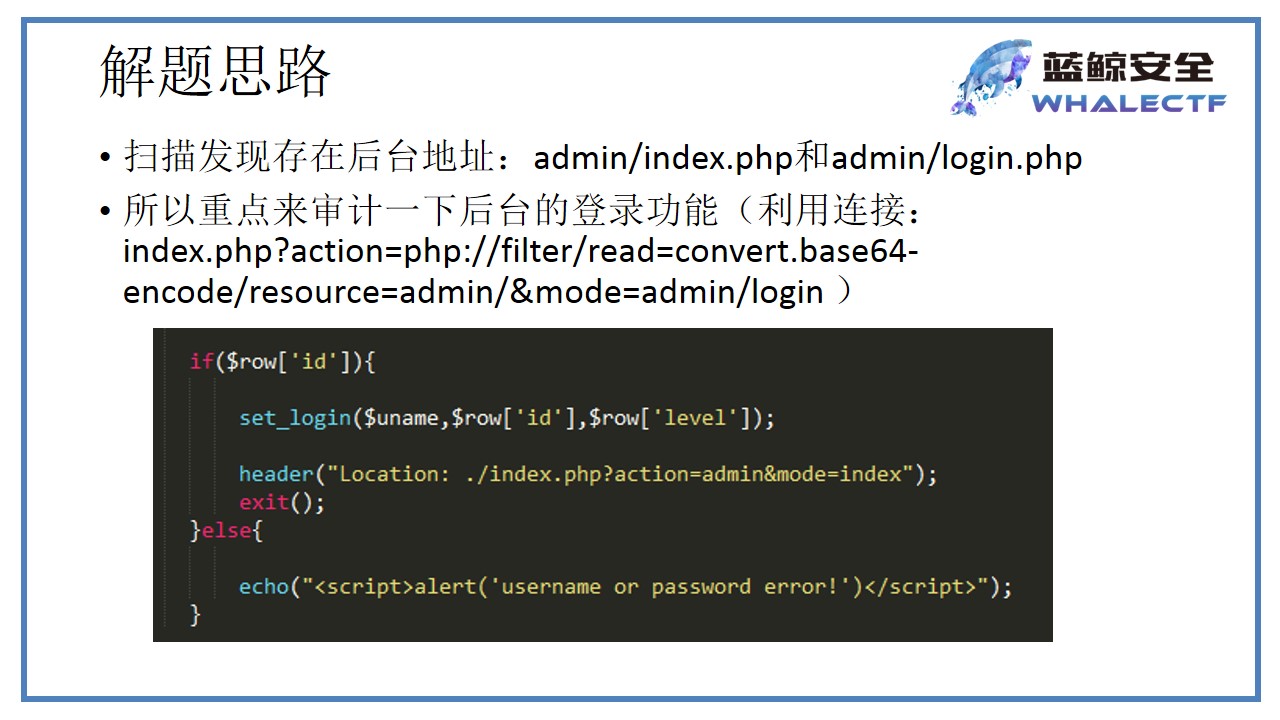 解题思路
蓝鲸安全
WHALECTF
• 扫描发现存在后台地址：admin/index.php和admin/login.php
• 所以重点来审计一下后台的登录功能（利用连接：
index.php?action=php://filter/read=convert.base64-
encode/resource=admin/&mode=admin/login ）
if($row['id']){
set_login($uname,$row['id'],$row['level']);
header("Location: ./index.php?action=admin&mode=index");
exit();
}else{
echo("<script>alert('username or password error!')</script>");
}